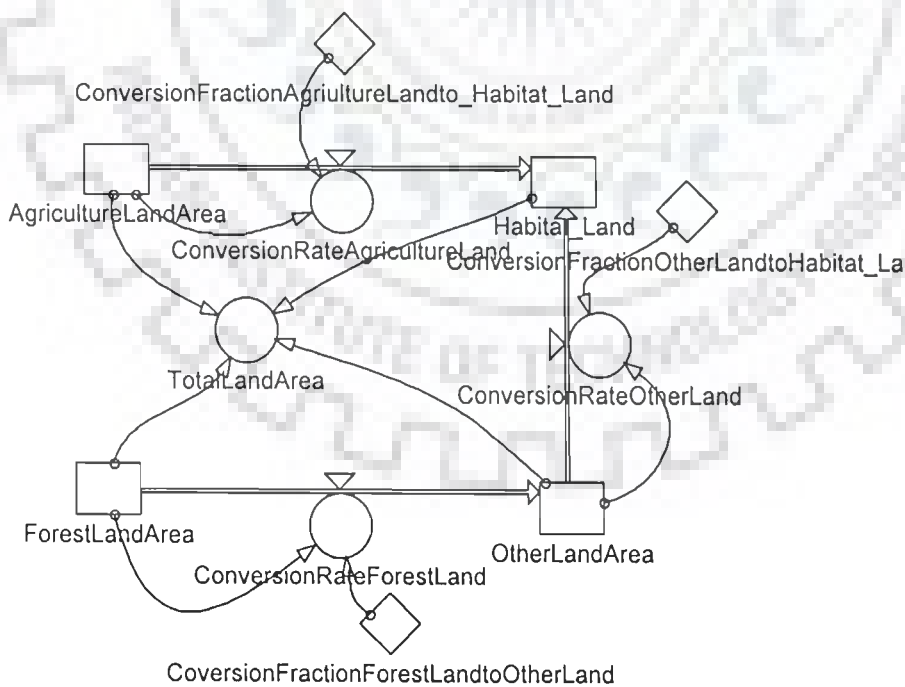 ConversionFractionAgriultureLandto_Habitat_Land
AgricultureLandArea
Habitat_Land
ConversionRateAgricultureLand
ConversionFractionOtherLandtoHabitat_La
TotalLandArea
ConversionRateOtherLand
ForestLandArea
OtherLandArea
ConversionRateForestLand
CoversionFractionForestLandtoOtherLand